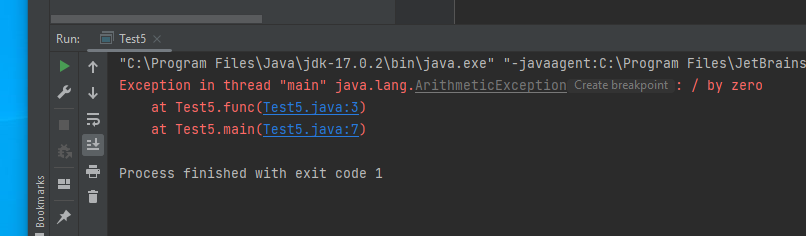 Run: Test5
"C:\Program Files\Java\jdk-17.0.2\bin\java.exe" "-javaagent:C:\Program Files\JetBrains
Exception in thread "main" java.lang.ArithmeticException Create breakpoint : / by zero
at Test5.func(Test5.java:3)
at Test5.main(Test5.java:7)
Process finished with exit code 1
Bookmarks